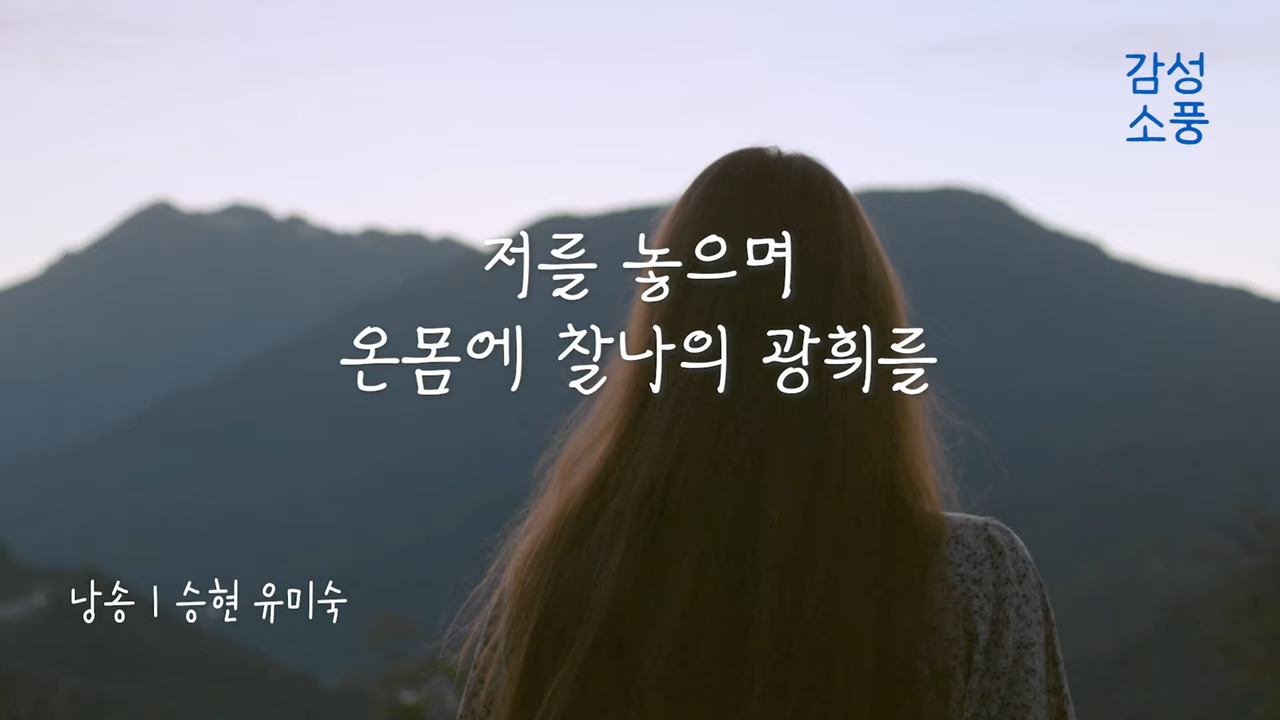 감성
소풍
저를 놓으며
온몸에 찰나의 광휘를
낭송 | 승현 유미숙